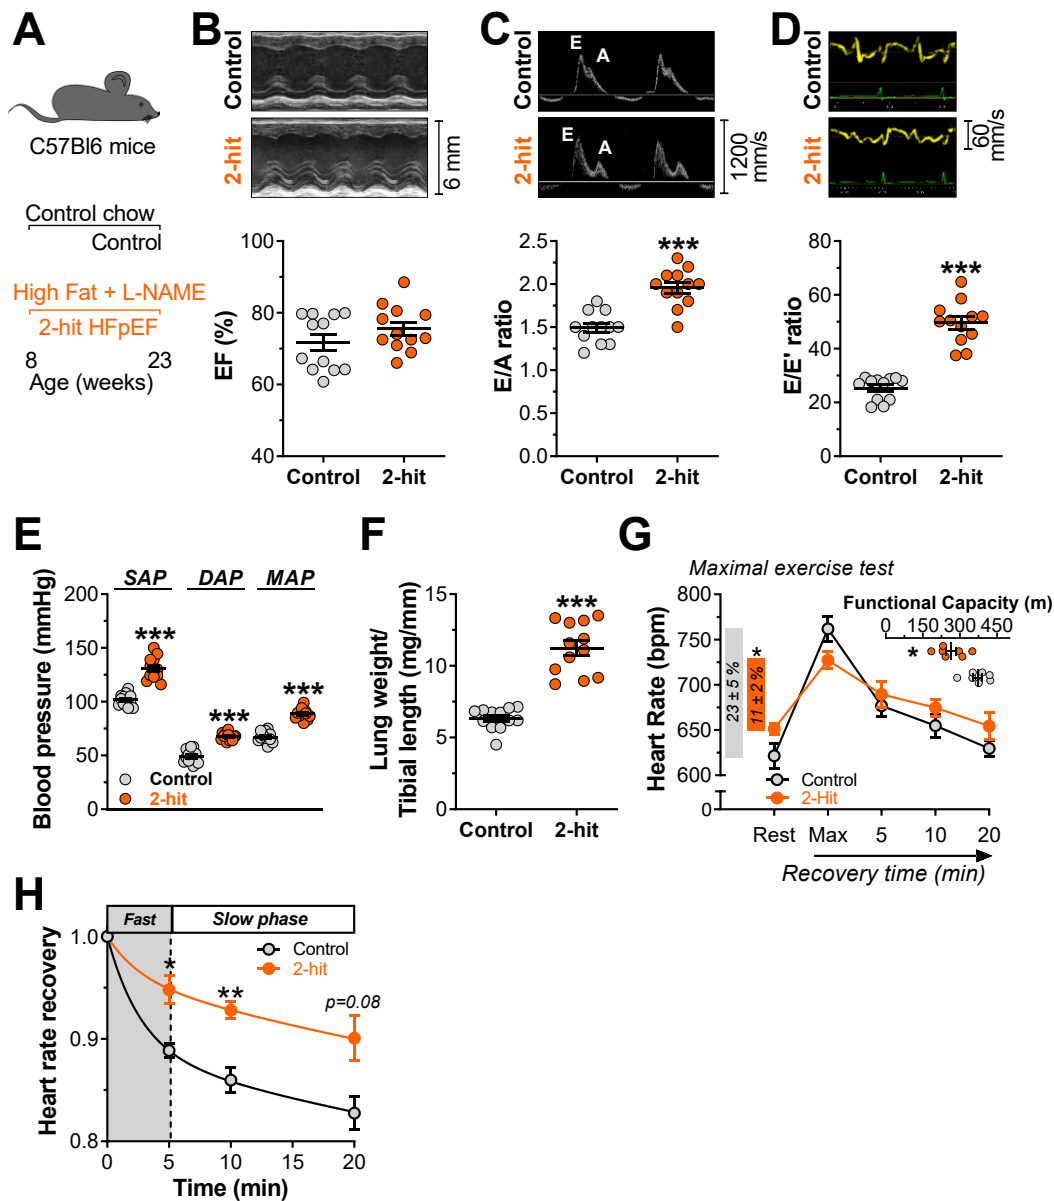 A
C57Bl6 mice
Control chow
Control
High Fat + L-NAME
2-hit HFpEF
8 23
Age (weeks)
B
Control
2-hit
6 mm
EF (%)
100
80
60
40
Control 2-hit
C
Control
2-hit
E A
E A
1200
mm/s
E/A ratio
2.5
2.0
1.5
1.0
0.5
0.0
***
Control 2-hit
D
Control
2-hit
60
mm/s
E/E' ratio
80
60
40
20
0
***
Control 2-hit
E
SAP DAP MAP
Blood pressure (mmHg)
200
150
100
50
0
***
***
***
Control
2-hit
F
Lung weight/
Tibial length (mg/mm)
15
10
5
0
***
Control 2-hit
G
Maximal exercise test
Functional Capacity (m)
0 150 300 450
*
Heart Rate (bpm)
800
750
700
650
600
0
23 ± 5 %
*
11 ± 2 %
Control
2-Hit
Rest Max 5 10 20
Recovery time (min)
H
Fast Slow phase
Control
2-hit
Heart rate recovery
1.0
0.9
0.8
*
**
p=0.08
0 5 10 15 20
Time (min)